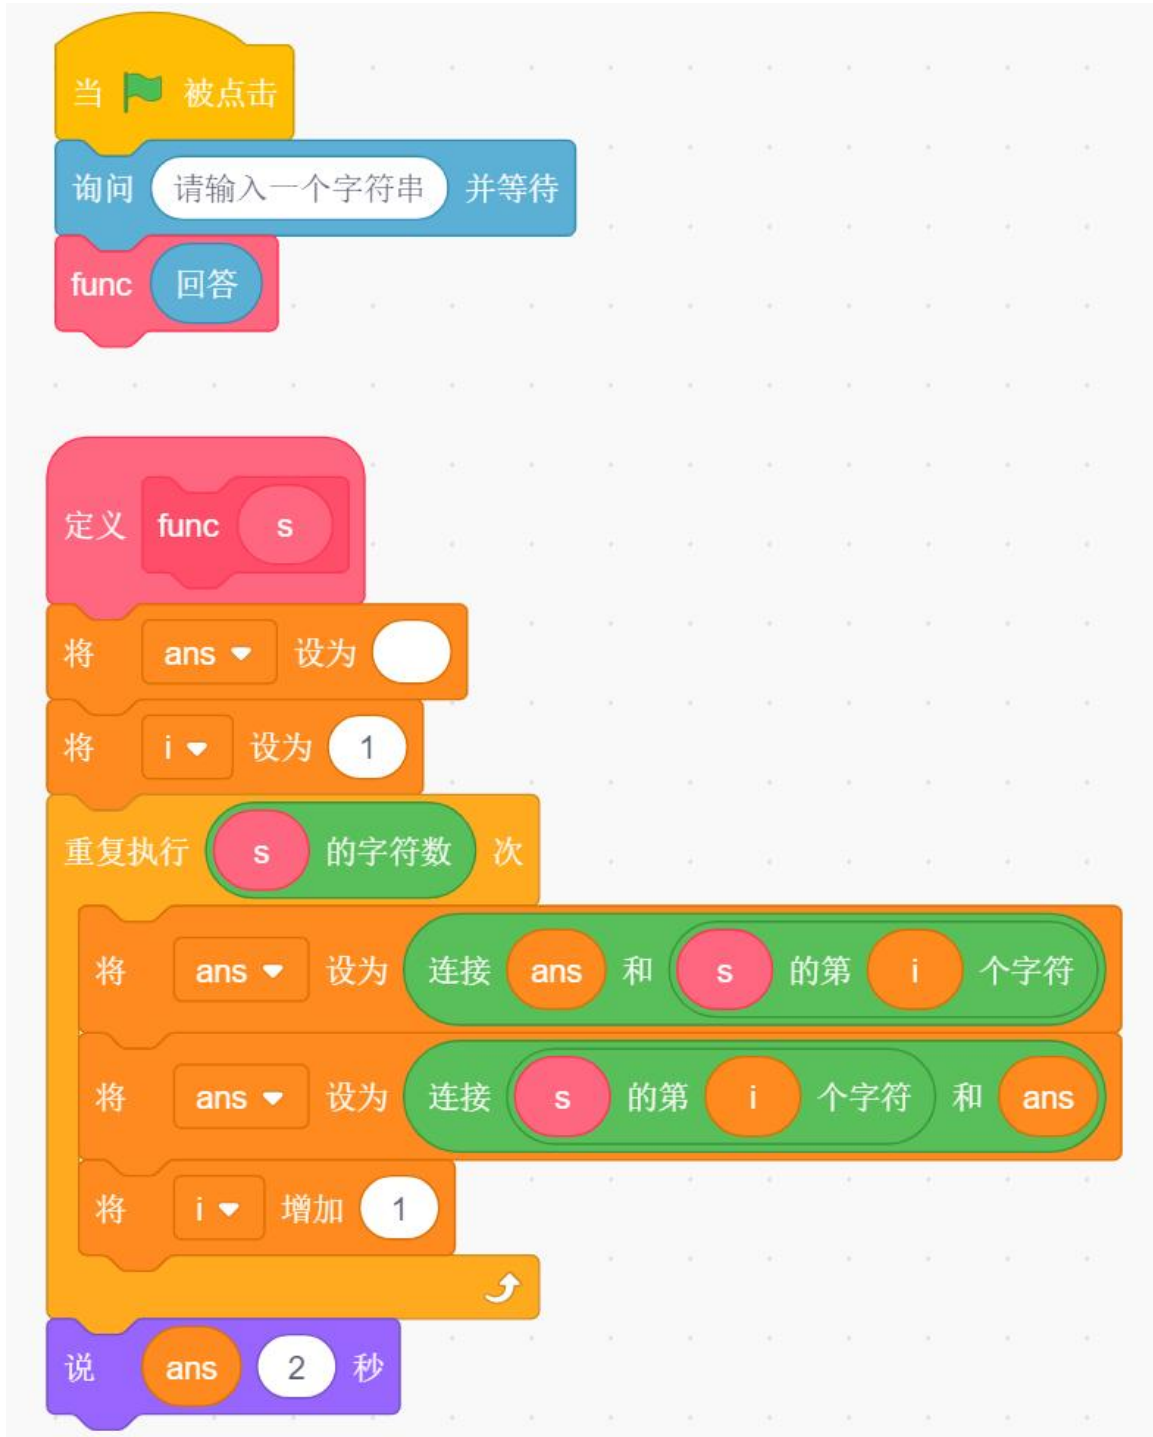 当 被点击
询问 请输入一个字符串 并等待
func 回答
定义 func s
将 ans 设为
将 i 设为 1
重复执行 s 的字符数 次
将 ans 设为 连接 ans 和 s 的第 i 个字符
将 ans 设为 连接 s 的第 i 个字符 和 ans
将 i 增加 1
说 ans 2 秒